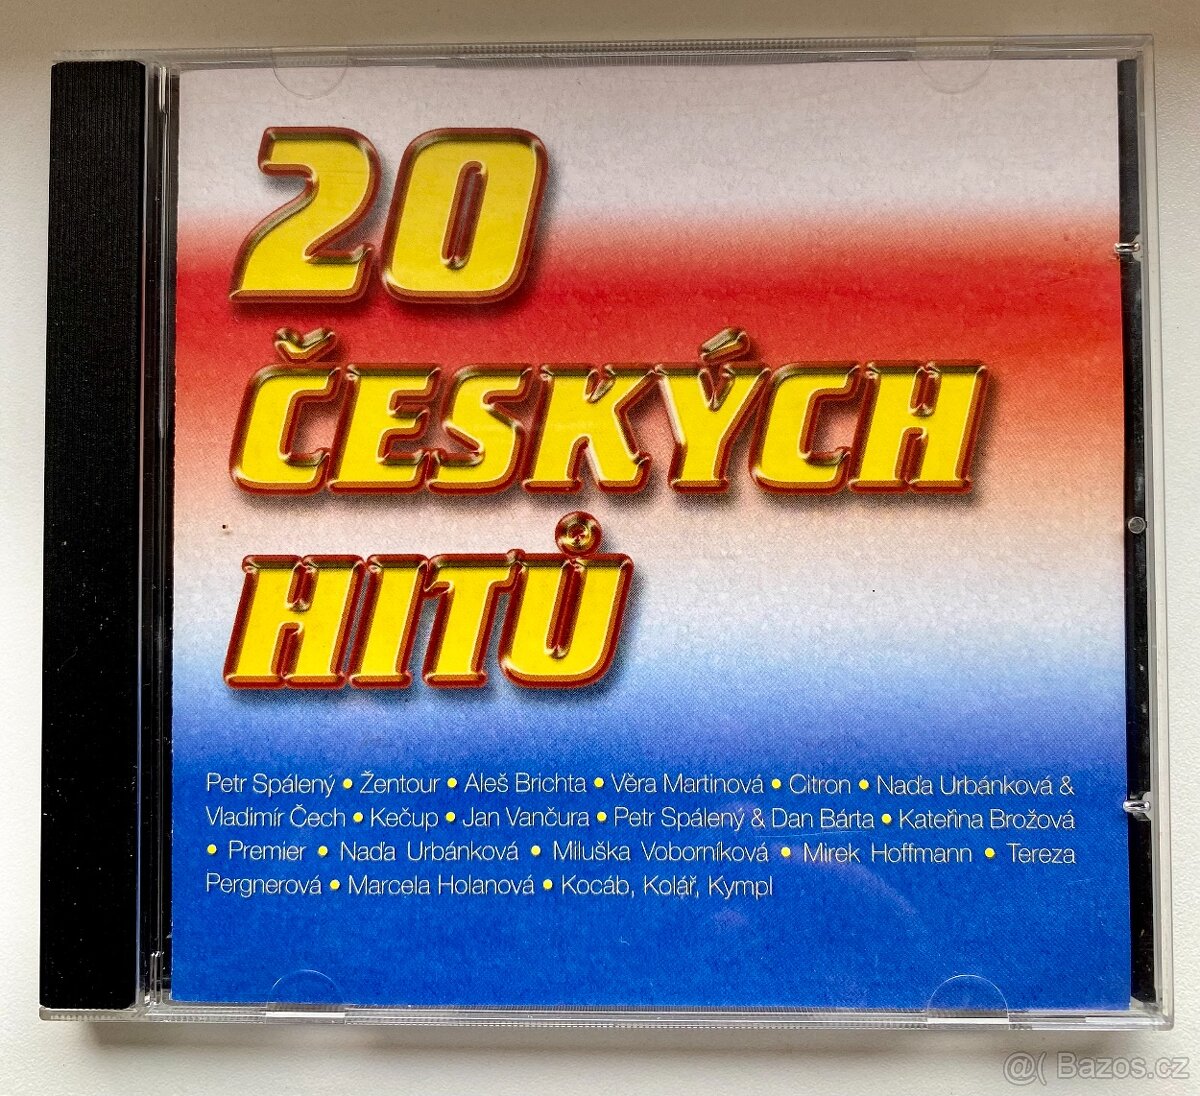 20
ČESKÝCH
HITŮ
Petr Spálený • Žentour • Aleš Brichta • Věra Martinová • Citron • Naďa Urbánková &
Vladimír Čech • Kečup • Jan Vančura • Petr Spálený & Dan Bárta • Kateřina Brožová
• Premier • Naďa Urbánková • Miluška Voborníková • Mirek Hoffmann • Tereza
Pergnerová • Marcela Holanová • Kocáb, Kolář, Kympl
@( Bazos.cz